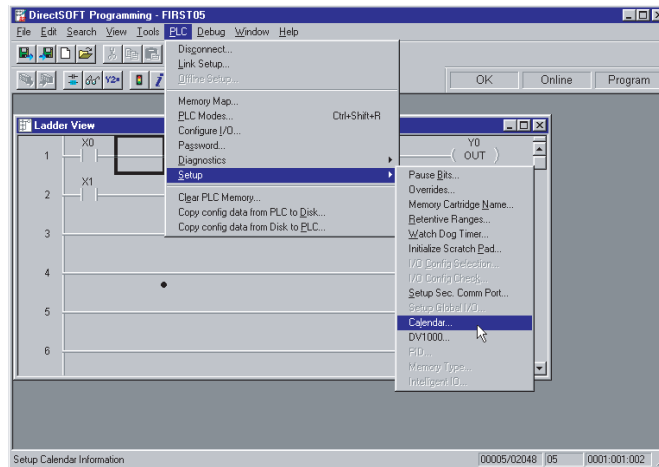 DirectSOFT Programming - FIRST05
File Edit Search View Tools PLC Debug Window Help
OK Online Program
Disconnect...
Link Setup...
Offline Setup...
Memory Map...
PLC Modes... Ctrl+Shift+R
Configure I/O...
Password...
Diagnostics
Setup
Clear PLC Memory...
Copy config data from PLC to Disk...
Copy config data from Disk to PLC...
Pause Bits...
Overrides...
Memory Cartridge Name...
Retentive Ranges...
Watch Dog Timer...
Initialize Scratch Pad...
I/O Config Selection...
I/O Config Check...
Setup Sec. Comm Port...
Setup Global I/O...
Calendar...
DV1000...
PID...
Memory Type...
Intelligent IO...
Ladder View
X0
Y0
1
OUT
X1
2
3
4
5
6
Setup Calendar Information
00005/02048 05 0001:001:002